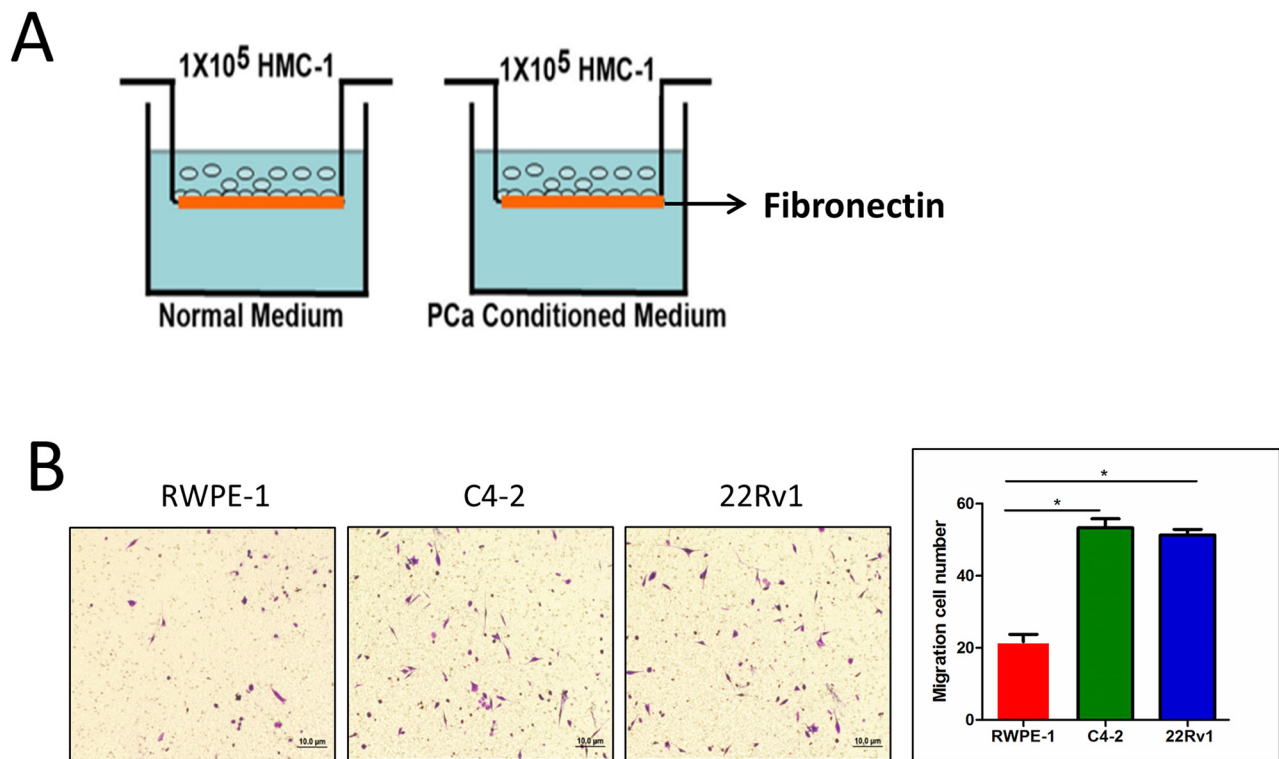 A
1X10⁵ HMC-1
1X10⁵ HMC-1
Fibronectin
Normal Medium
PCa Conditioned Medium
B
RWPE-1
C4-2
22Rv1
10.0 µm
10.0 µm
10.0 µm
*
*
60
40
20
0
Migration cell number
RWPE-1
C4-2
22Rv1